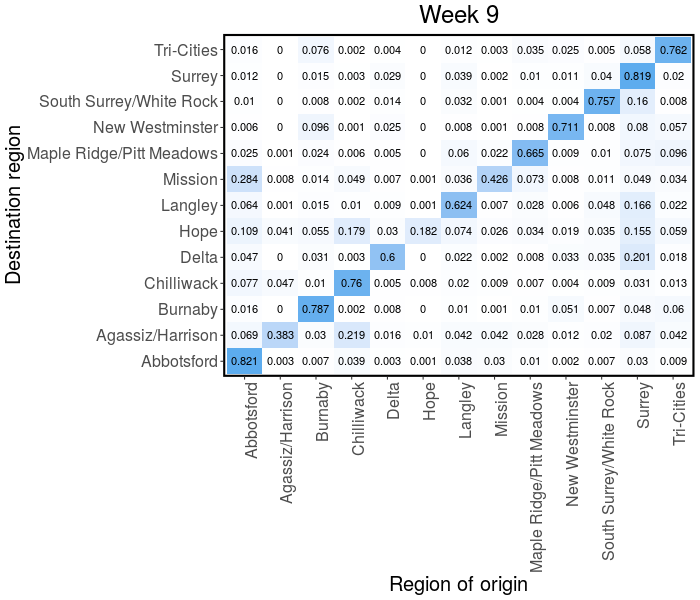 Week 9
Destination region
Tri-Cities 0.016 0 0.076 0.002 0.004 0 0.012 0.003 0.035 0.025 0.005 0.058 0.762
Surrey 0.012 0 0.015 0.003 0.029 0 0.039 0.002 0.01 0.011 0.04 0.819 0.02
South Surrey/White Rock 0.01 0 0.008 0.002 0.014 0 0.032 0.001 0.004 0.004 0.757 0.16 0.008
New Westminster 0.006 0 0.096 0.001 0.025 0 0.008 0.001 0.008 0.711 0.008 0.08 0.057
Maple Ridge/Pitt Meadows 0.025 0.001 0.024 0.006 0.005 0 0.06 0.022 0.665 0.009 0.01 0.075 0.096
Mission 0.284 0.008 0.014 0.049 0.007 0.001 0.036 0.426 0.073 0.008 0.011 0.049 0.034
Langley 0.064 0.001 0.015 0.01 0.009 0.001 0.624 0.007 0.028 0.006 0.048 0.166 0.022
Hope 0.109 0.041 0.055 0.179 0.03 0.182 0.074 0.026 0.034 0.019 0.035 0.155 0.059
Delta 0.047 0 0.031 0.003 0.6 0 0.022 0.002 0.008 0.033 0.035 0.201 0.018
Chilliwack 0.077 0.047 0.01 0.76 0.005 0.008 0.02 0.009 0.007 0.004 0.009 0.031 0.013
Burnaby 0.016 0 0.787 0.002 0.008 0 0.01 0.001 0.01 0.051 0.007 0.048 0.06
Agassiz/Harrison 0.069 0.383 0.03 0.219 0.016 0.01 0.042 0.042 0.028 0.012 0.02 0.087 0.042
Abbotsford 0.821 0.003 0.007 0.039 0.003 0.001 0.038 0.03 0.01 0.002 0.007 0.03 0.009
Abbotsford
Agassiz/Harrison
Burnaby
Chilliwack
Delta
Hope
Langley
Mission
Maple Ridge/Pitt Meadows
New Westminster
South Surrey/White Rock
Surrey
Tri-Cities
Region of origin